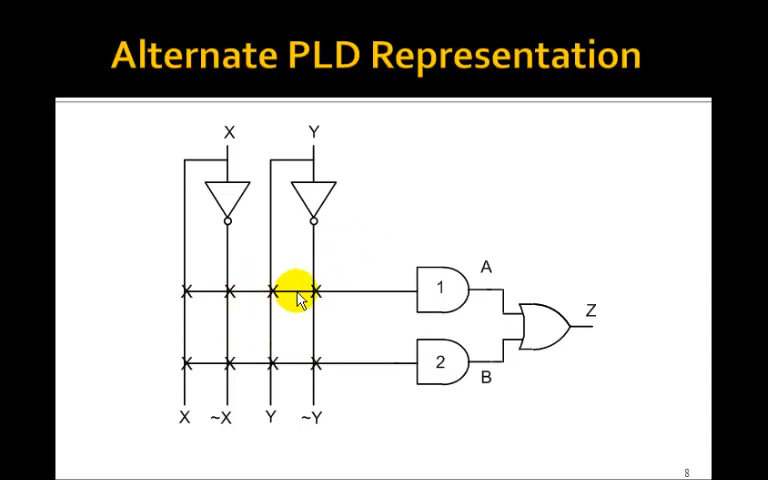 Alternate PLD Representation
X Y
X X X X 1 A
Z
X X X X 2 B
X ~X Y ~Y
8